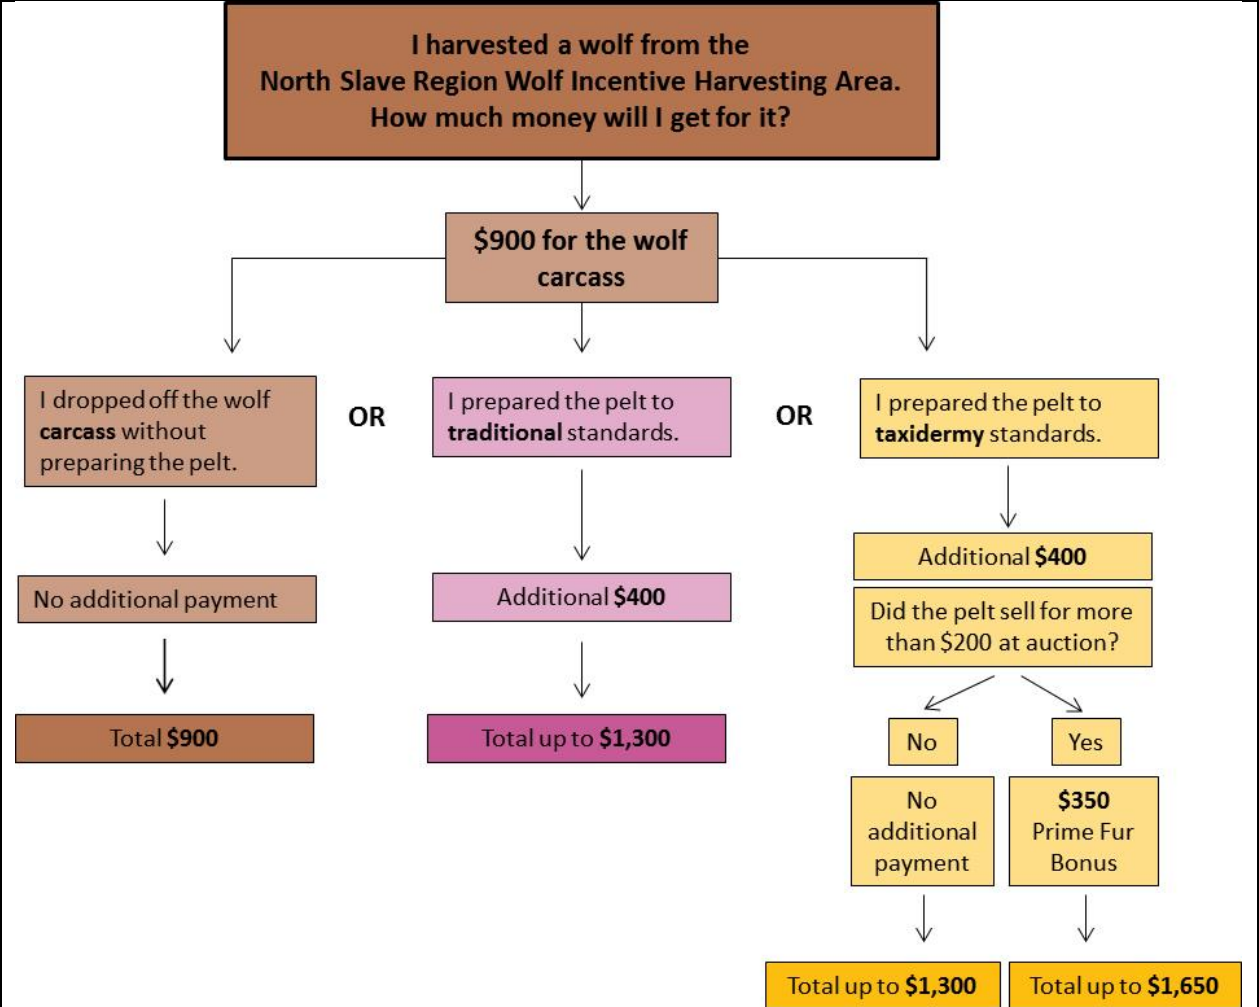 I harvested a wolf from the
North Slave Region Wolf Incentive Harvesting Area.
How much money will I get for it?
$900 for the wolf
carcass
I dropped off the wolf
carcass without
preparing the pelt.
OR
I prepared the pelt to
traditional standards.
OR
I prepared the pelt to
taxidermy standards.
No additional payment
Additional $400
Additional $400
Did the pelt sell for more
than $200 at auction?
Total $900
Total up to $1,300
No
Yes
No
additional
payment
$350
Prime Fur
Bonus
Total up to $1,300
Total up to $1,650